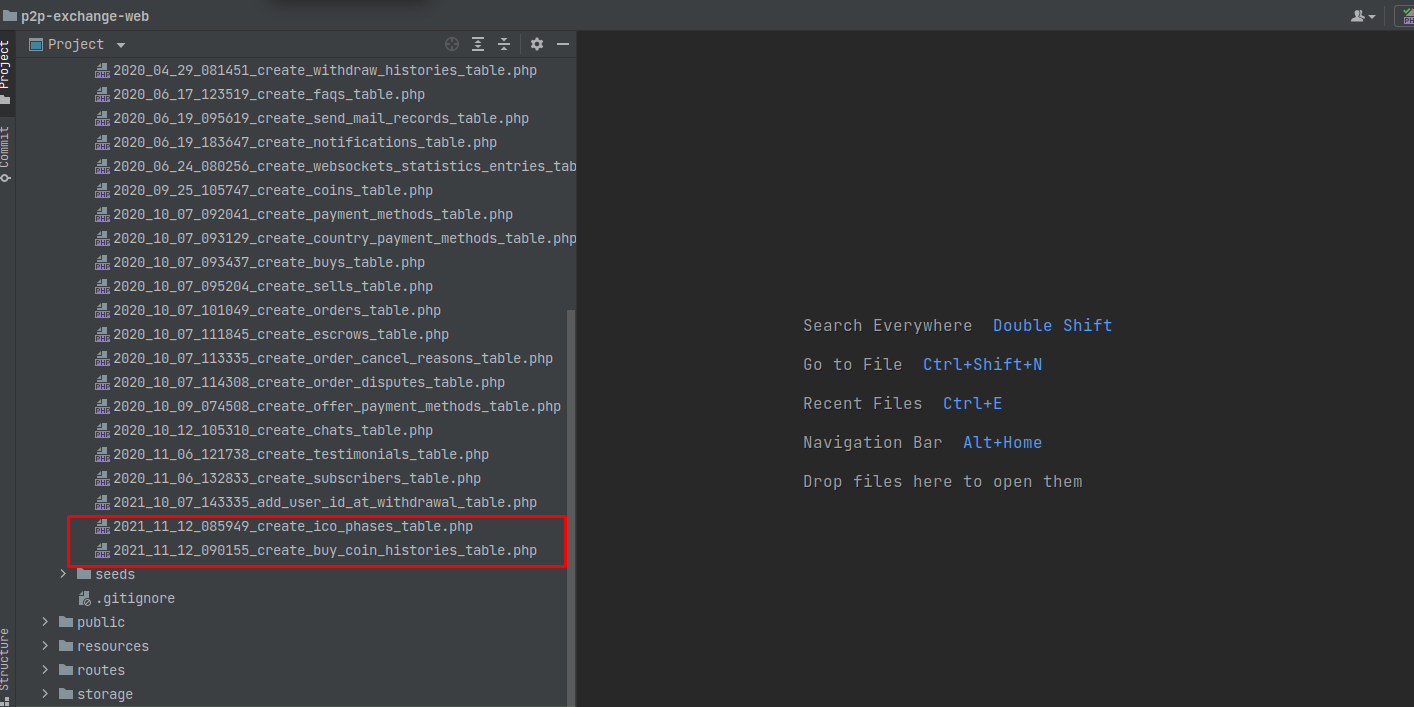 p2p-exchange-web
Project
Project
Commit
Structure
2020_04_29_081451_create_withdraw_histories_table.php
2020_06_17_123519_create_faqs_table.php
2020_06_19_095619_create_send_mail_records_table.php
2020_06_19_183647_create_notifications_table.php
2020_06_24_080256_create_websockets_statistics_entries_tab
2020_09_25_105747_create_coins_table.php
2020_10_07_092041_create_payment_methods_table.php
2020_10_07_093129_create_country_payment_methods_table.php
2020_10_07_093437_create_buys_table.php
2020_10_07_095204_create_sells_table.php
2020_10_07_101049_create_orders_table.php
2020_10_07_111845_create_escrows_table.php
2020_10_07_113335_create_order_cancel_reasons_table.php
2020_10_07_114308_create_order_disputes_table.php
2020_10_09_074508_create_offer_payment_methods_table.php
2020_10_12_105310_create_chats_table.php
2020_11_06_121738_create_testimonials_table.php
2020_11_06_132833_create_subscribers_table.php
2021_10_07_143335_add_user_id_at_withdrawal_table.php
2021_11_12_085949_create_ico_phases_table.php
2021_11_12_090155_create_buy_coin_histories_table.php
seeds
.gitignore
public
resources
routes
storage
Search Everywhere Double Shift
Go to File Ctrl+Shift+N
Recent Files Ctrl+E
Navigation Bar Alt+Home
Drop files here to open them